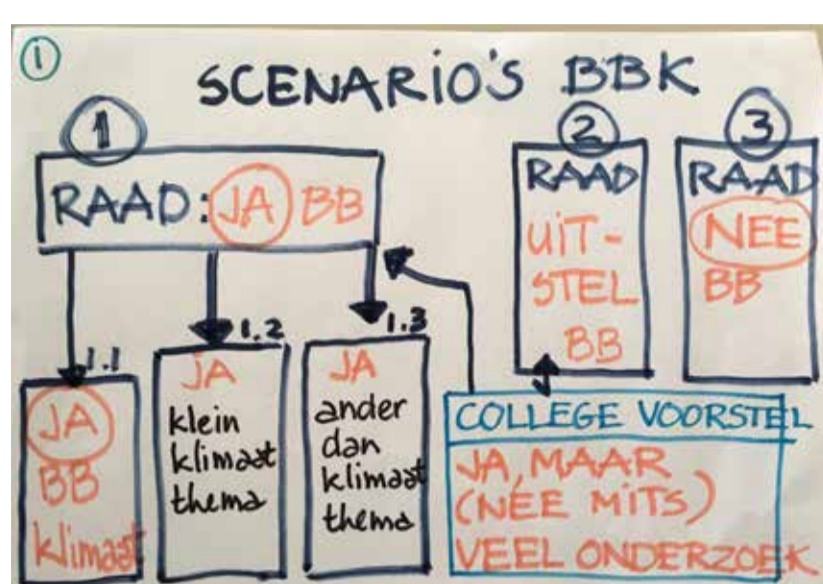 1
SCENARIO'S BBK
1
RAAD: JA BB
1.1
JA
BB
klimaat
1.2
JA
klein
klimaat
thema
1.3
JA
ander
dan
klimaat
thema
2
RAAD
UIT-
STEL
BB
3
RAAD
NEE
BB
COLLEGE VOORSTEL
JA, MAAR
(NEE MITS)
VEEL ONDERZOEK